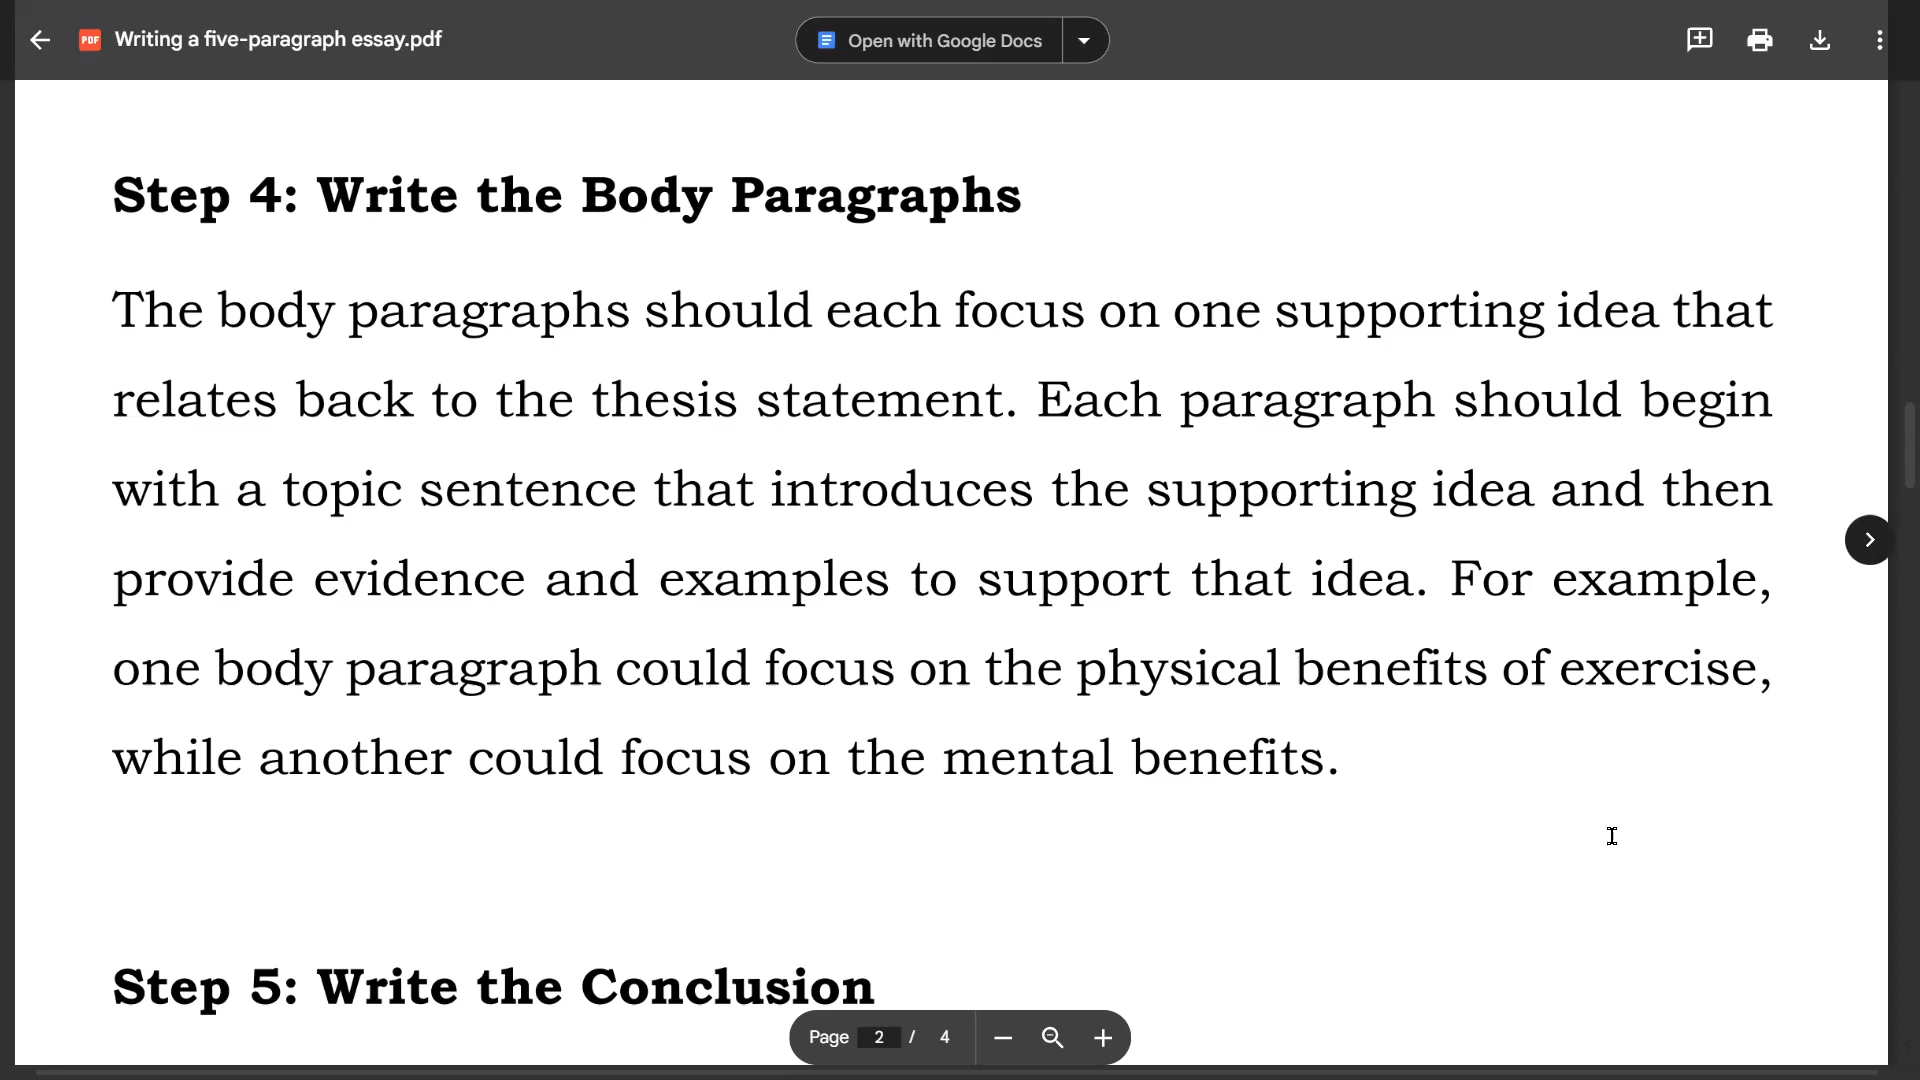 Writing a five-paragraph essay.pdf
Open with Google Docs
Step 4: Write the Body Paragraphs
The body paragraphs should each focus on one supporting idea that
relates back to the thesis statement. Each paragraph should begin
with a topic sentence that introduces the supporting idea and then
provide evidence and examples to support that idea. For example,
one body paragraph could focus on the physical benefits of exercise,
while another could focus on the mental benefits.
Step 5: Write the Conclusion
Page 2 / 4